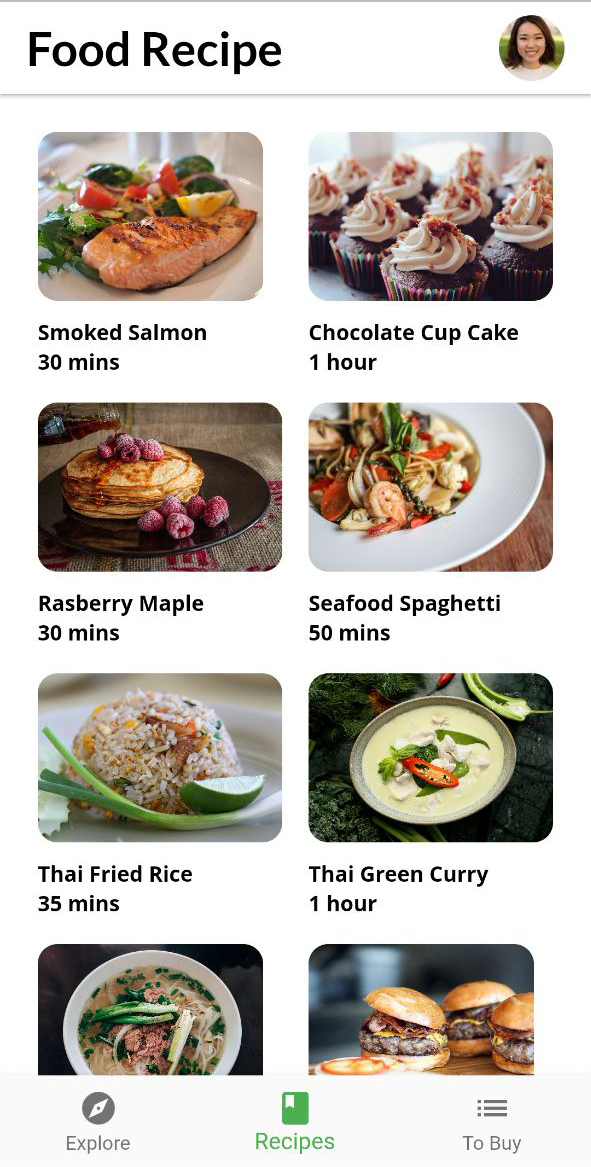 Food Recipe
Smoked Salmon
30 mins
Chocolate Cup Cake
1 hour
Rasberry Maple
30 mins
Seafood Spaghetti
50 mins
Thai Fried Rice
35 mins
Thai Green Curry
1 hour
Explore
Recipes
To Buy